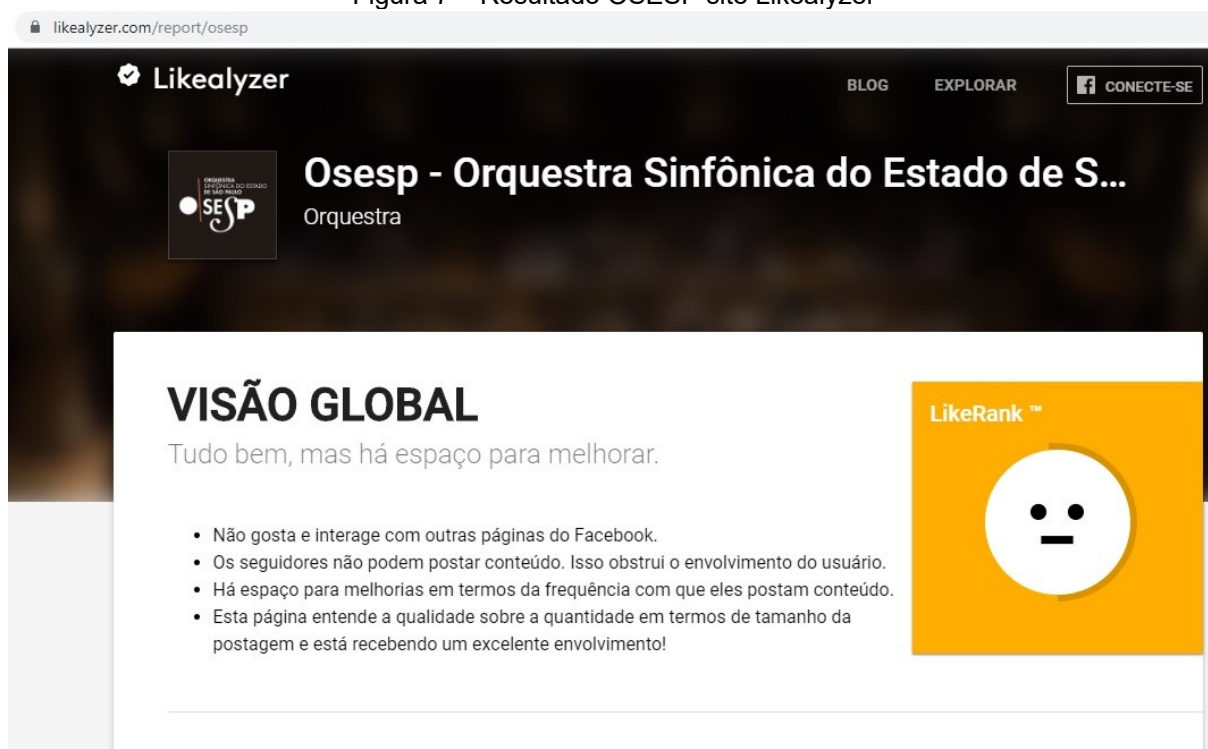 Figura 7 – Resultado OSESP site Likealyzer
likealyzer.com/report/osesp
Likealyzer
BLOG EXPLORAR CONECTE-SE
ORQUESTRA
SINFÔNICA DO ESTADO
DE SÃO PAULO
SESP
Osesp - Orquestra Sinfônica do Estado de S...
Orquestra
VISÃO GLOBAL
Tudo bem, mas há espaço para melhorar.
LikeRank ™
• Não gosta e interage com outras páginas do Facebook.
• Os seguidores não podem postar conteúdo. Isso obstrui o envolvimento do usuário.
• Há espaço para melhorias em termos da frequência com que eles postam conteúdo.
• Esta página entende a qualidade sobre a quantidade em termos de tamanho da
postagem e está recebendo um excelente envolvimento!